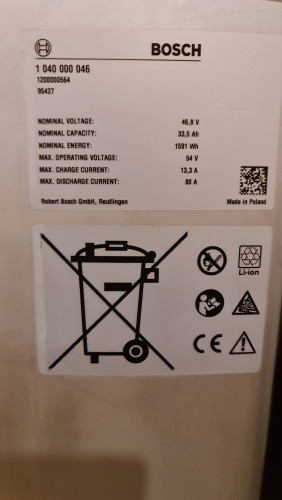 BOSCH
1 040 000 046
1200000564
95427
NOMINAL VOLTAGE: 46,8 V
NOMINAL CAPACITY: 33,5 Ah
NOMINAL ENERGY: 1591 Wh
MAX. OPERATING VOLTAGE: 54 V
MAX. CHARGE CURRENT: 13,3 A
MAX. DISCHARGE CURRENT: 80 A
Robert Bosch GmbH, Reutlingen Made in Poland
Li-ion
CE